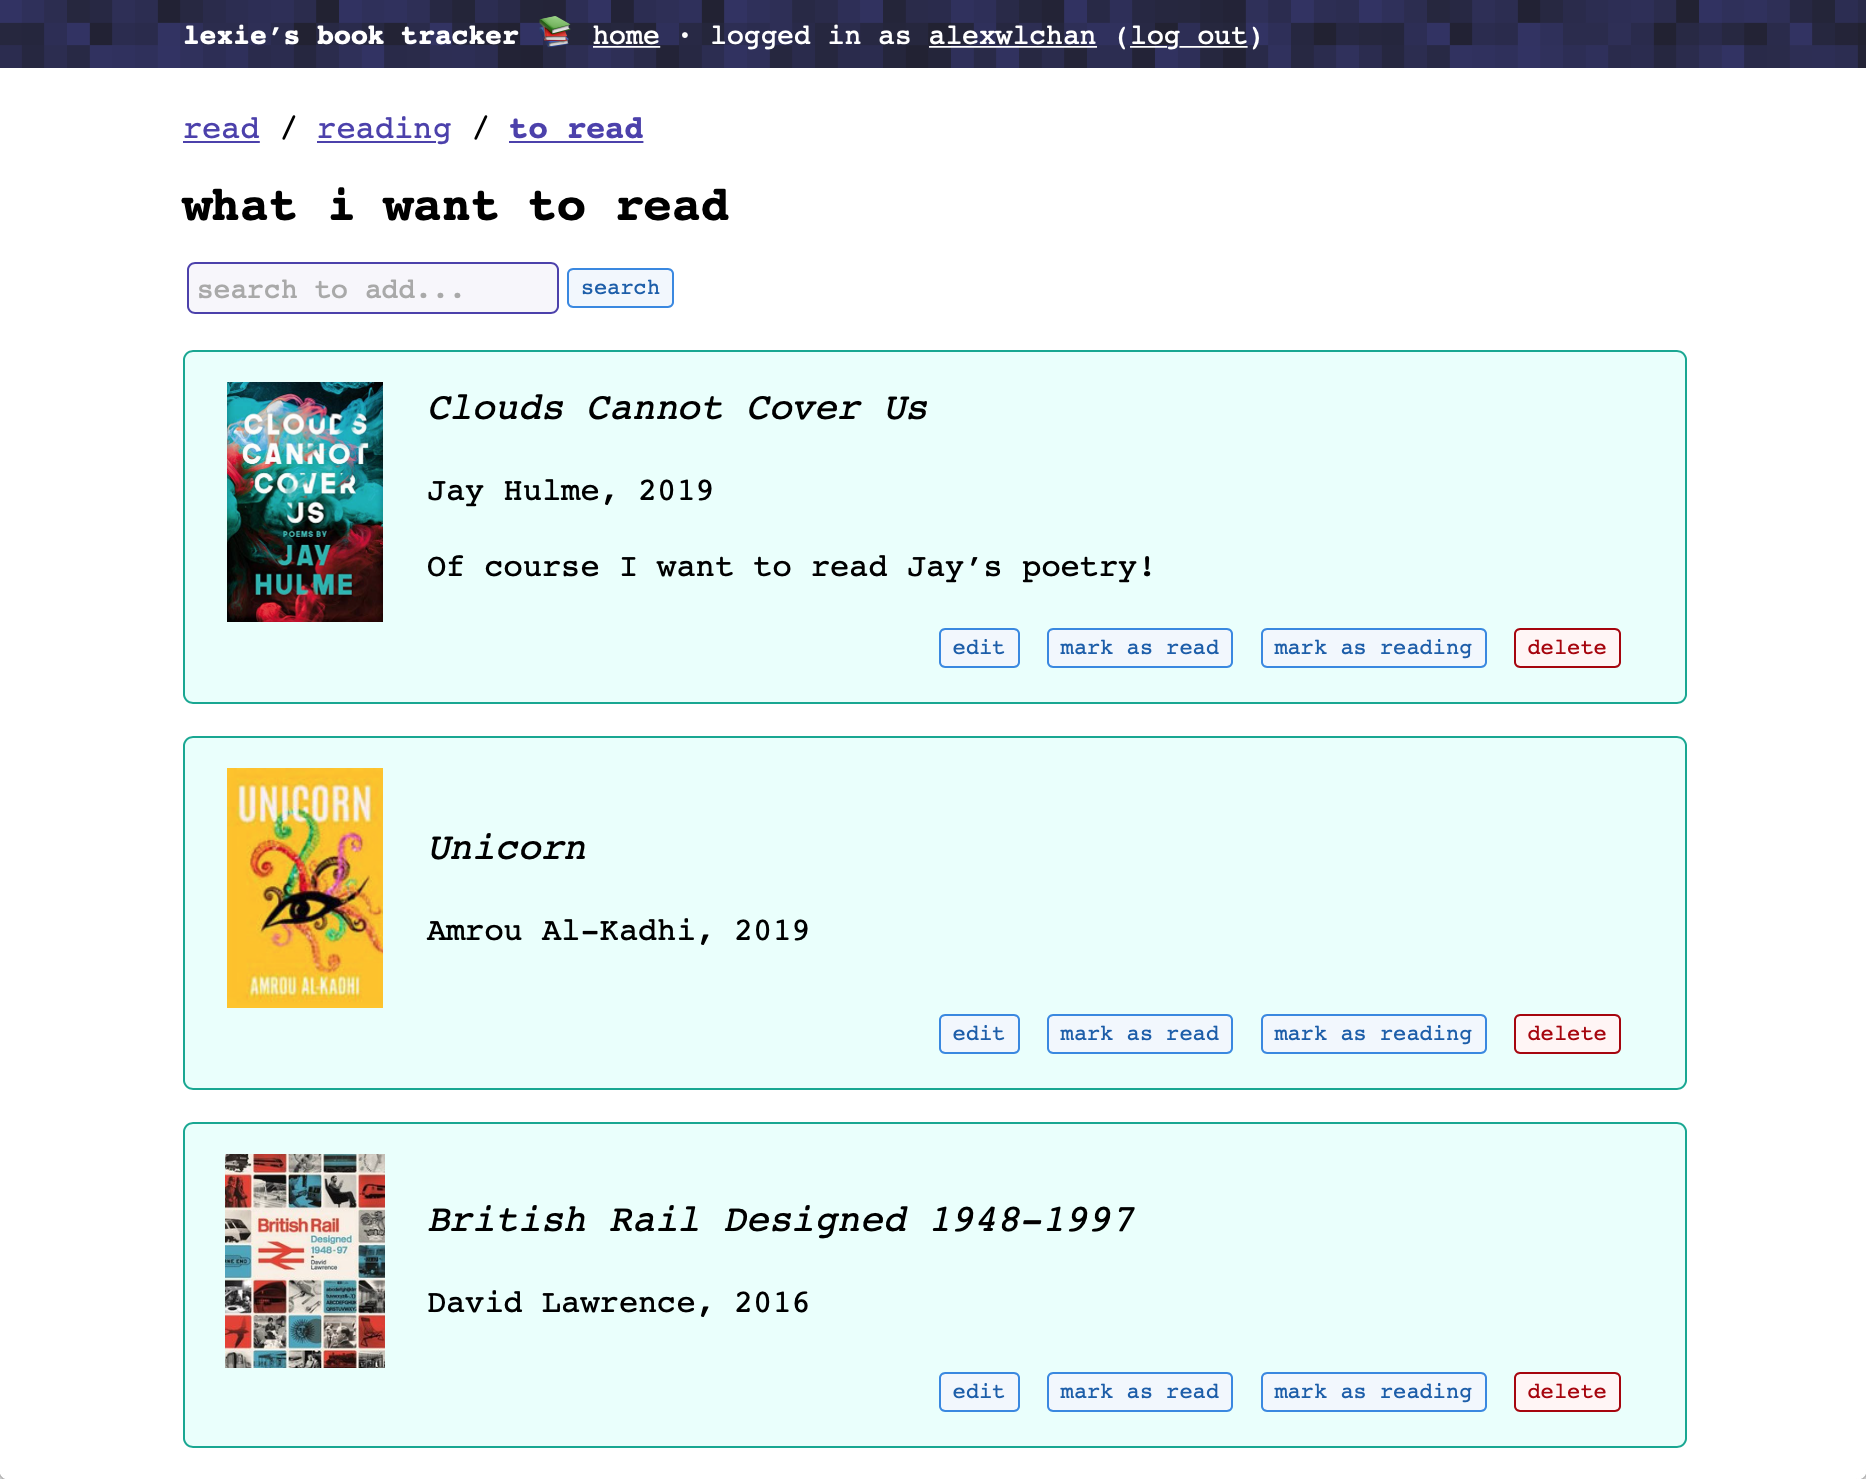 lexie’s book tracker 📚 home · logged in as alexwlchan (log out)
read / reading / to read
what i want to read
search to add... search
CLOUDS
CANNOT
COVER
US
POEMS BY
JAY
HULME
Clouds Cannot Cover Us
Jay Hulme, 2019
Of course I want to read Jay’s poetry!
edit mark as read mark as reading delete
UNICORN
AMROU AL-KADHI
Unicorn
Amrou Al-Kadhi, 2019
edit mark as read mark as reading delete
British Rail
Designed
1948-97
David
Lawrence
British Rail Designed 1948–1997
David Lawrence, 2016
edit mark as read mark as reading delete